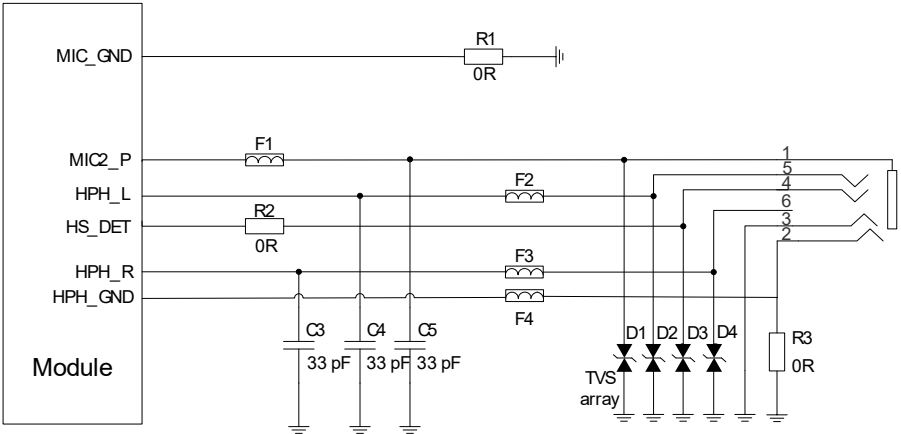 R1
MIC_GND
0R
F1
1
MIC2_P
5
F2
4
HPH_L
R2
6
HS_DET
3
0R
2
F3
HPH_R
HPH_GND
F4
C3 C4 C5 D1 D2 D3 D4 R3
33 pF 33 pF 33 pF 0R
Module
TVS
array